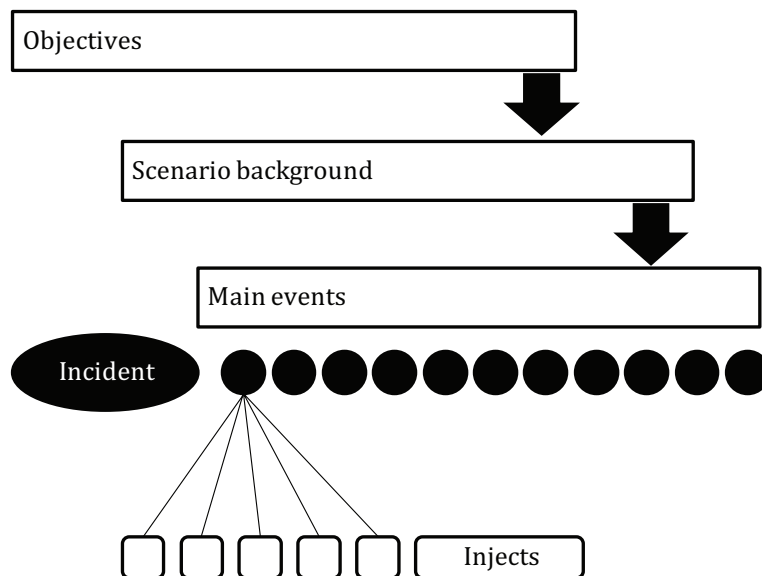 Objectives
Scenario background
Main events
Incident
Injects